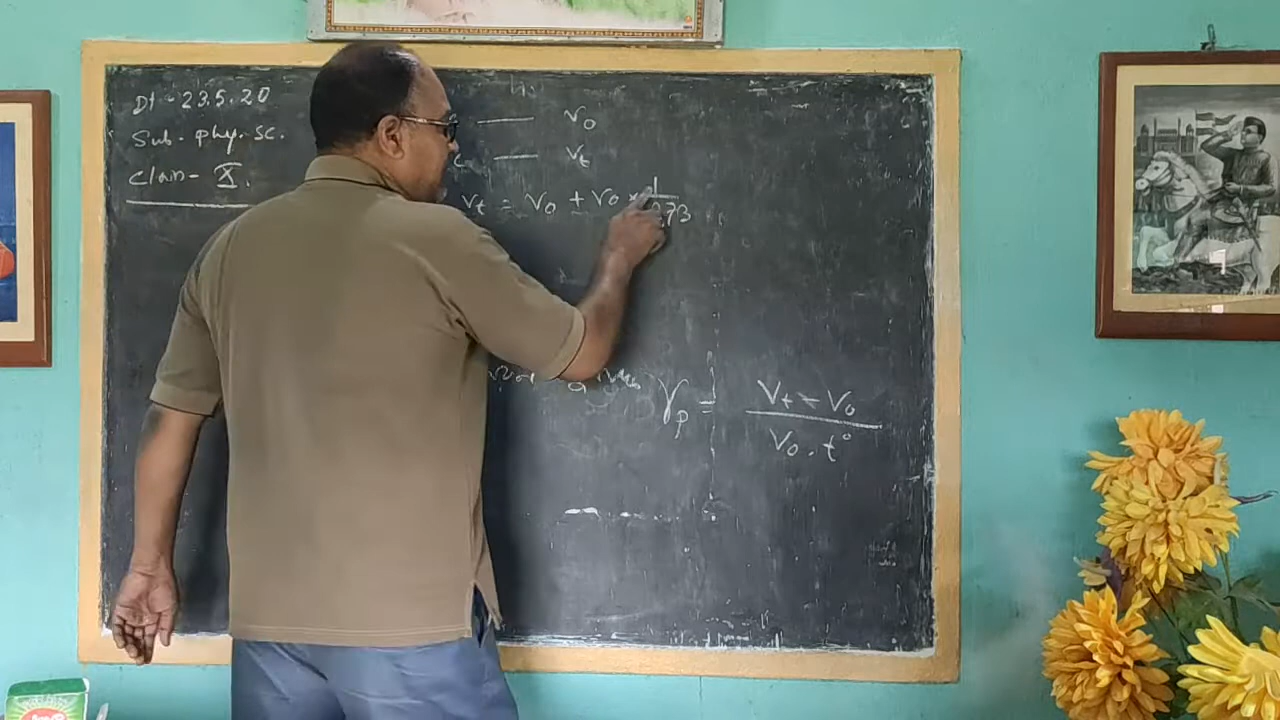 Dt - 23.5.20
Sub - Phy. Sc.
Class - X.
— V₀
c — Vₜ
Vₜ = V₀ + V₀ × 1/273
γₚ = (Vₜ - V₀) / (V₀ . t°)